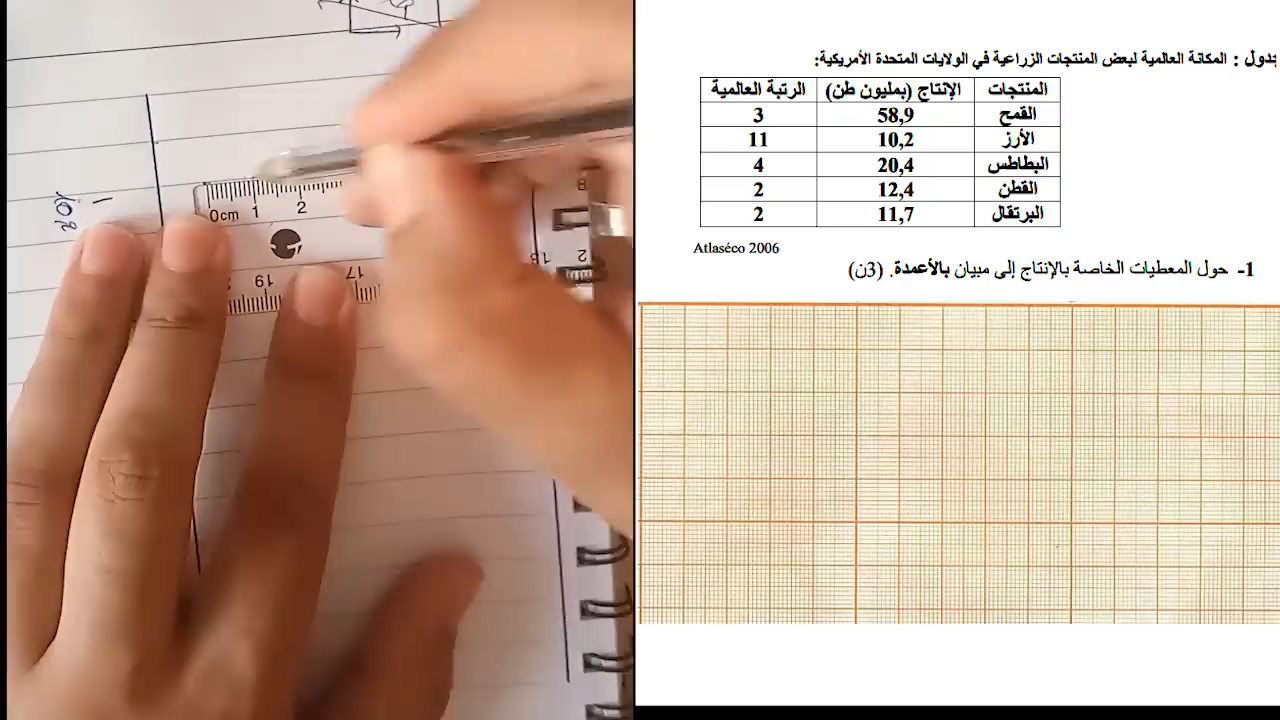 جدول : المكانة العالمية لبعض المنتجات الزراعية في الولايات المتحدة الأمريكية:
المنتجات الإنتاج (بمليون طن) الرتبة العالمية
القمح 58,9 3
الأرز 10,2 11
البطاطس 20,4 4
القطن 12,4 2
البرتقال 11,7 2
Atlaséco 2006
1- حول المعطيات الخاصة بالإنتاج إلى مبيان بالأعمدة. (3ن)
0cm 1 2
19 17 13